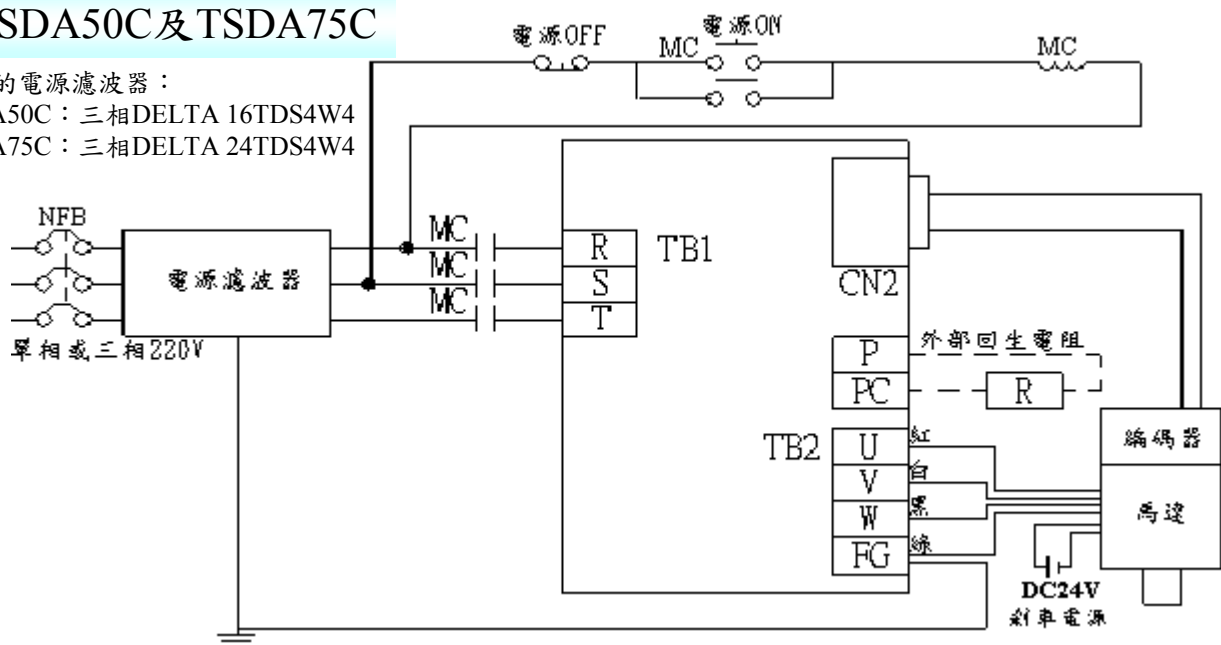 SDA50C及TSDA75C
的電源濾波器：
A50C：三相DELTA 16TDS4W4
A75C：三相DELTA 24TDS4W4
電源OFF
電源ON
MC
MC
NFB
電源濾波器
單相或三相220V
MC
MC
MC
R
S
T
TB1
CN2
P
PC
外部回生電阻
R
TB2
U
V
W
FG
紅
白
黑
綠
編碼器
馬達
DC24V
剎車電源